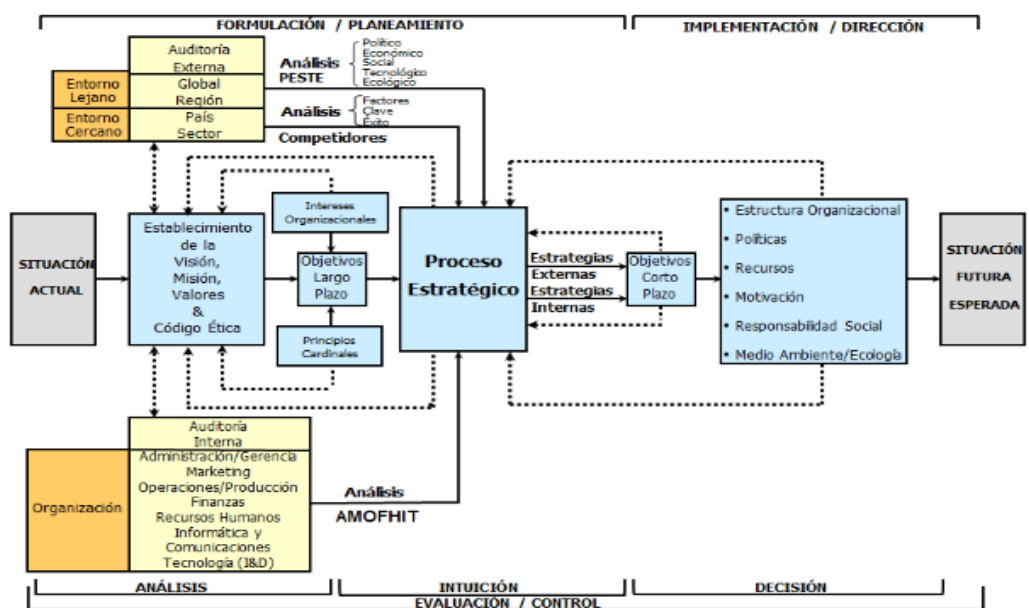 FORMULACIÓN / PLANEAMIENTO
IMPLEMENTACIÓN / DIRECCIÓN
Auditoría
Externa
Entorno
Lejano
Global
Región
Entorno
Cercano
País
Sector
Análisis
PESTE
Político
Económico
Social
Tecnológico
Ecológico
Análisis
Factores
Clave
Éxito
Competidores
SITUACIÓN
ACTUAL
Establecimiento
de la
Visión,
Misión,
Valores
&
Código Ética
Intereses
Organizacionales
Objetivos
Largo
Plazo
Principios
Cardinales
Proceso
Estratégico
Estrategias
Externas
Estrategias
Internas
Objetivos
Corto
Plazo
• Estructura Organizacional
• Políticas
• Recursos
• Motivación
• Responsabilidad Social
• Medio Ambiente/Ecología
SITUACIÓN
FUTURA
ESPERADA
Auditoría
Interna
Organización
Administración/Gerencia
Marketing
Operaciones/Producción
Finanzas
Recursos Humanos
Informática y
Comunicaciones
Tecnología (I&D)
Análisis
AMOFHIT
ANÁLISIS
INTUICIÓN
DECISIÓN
EVALUACIÓN / CONTROL